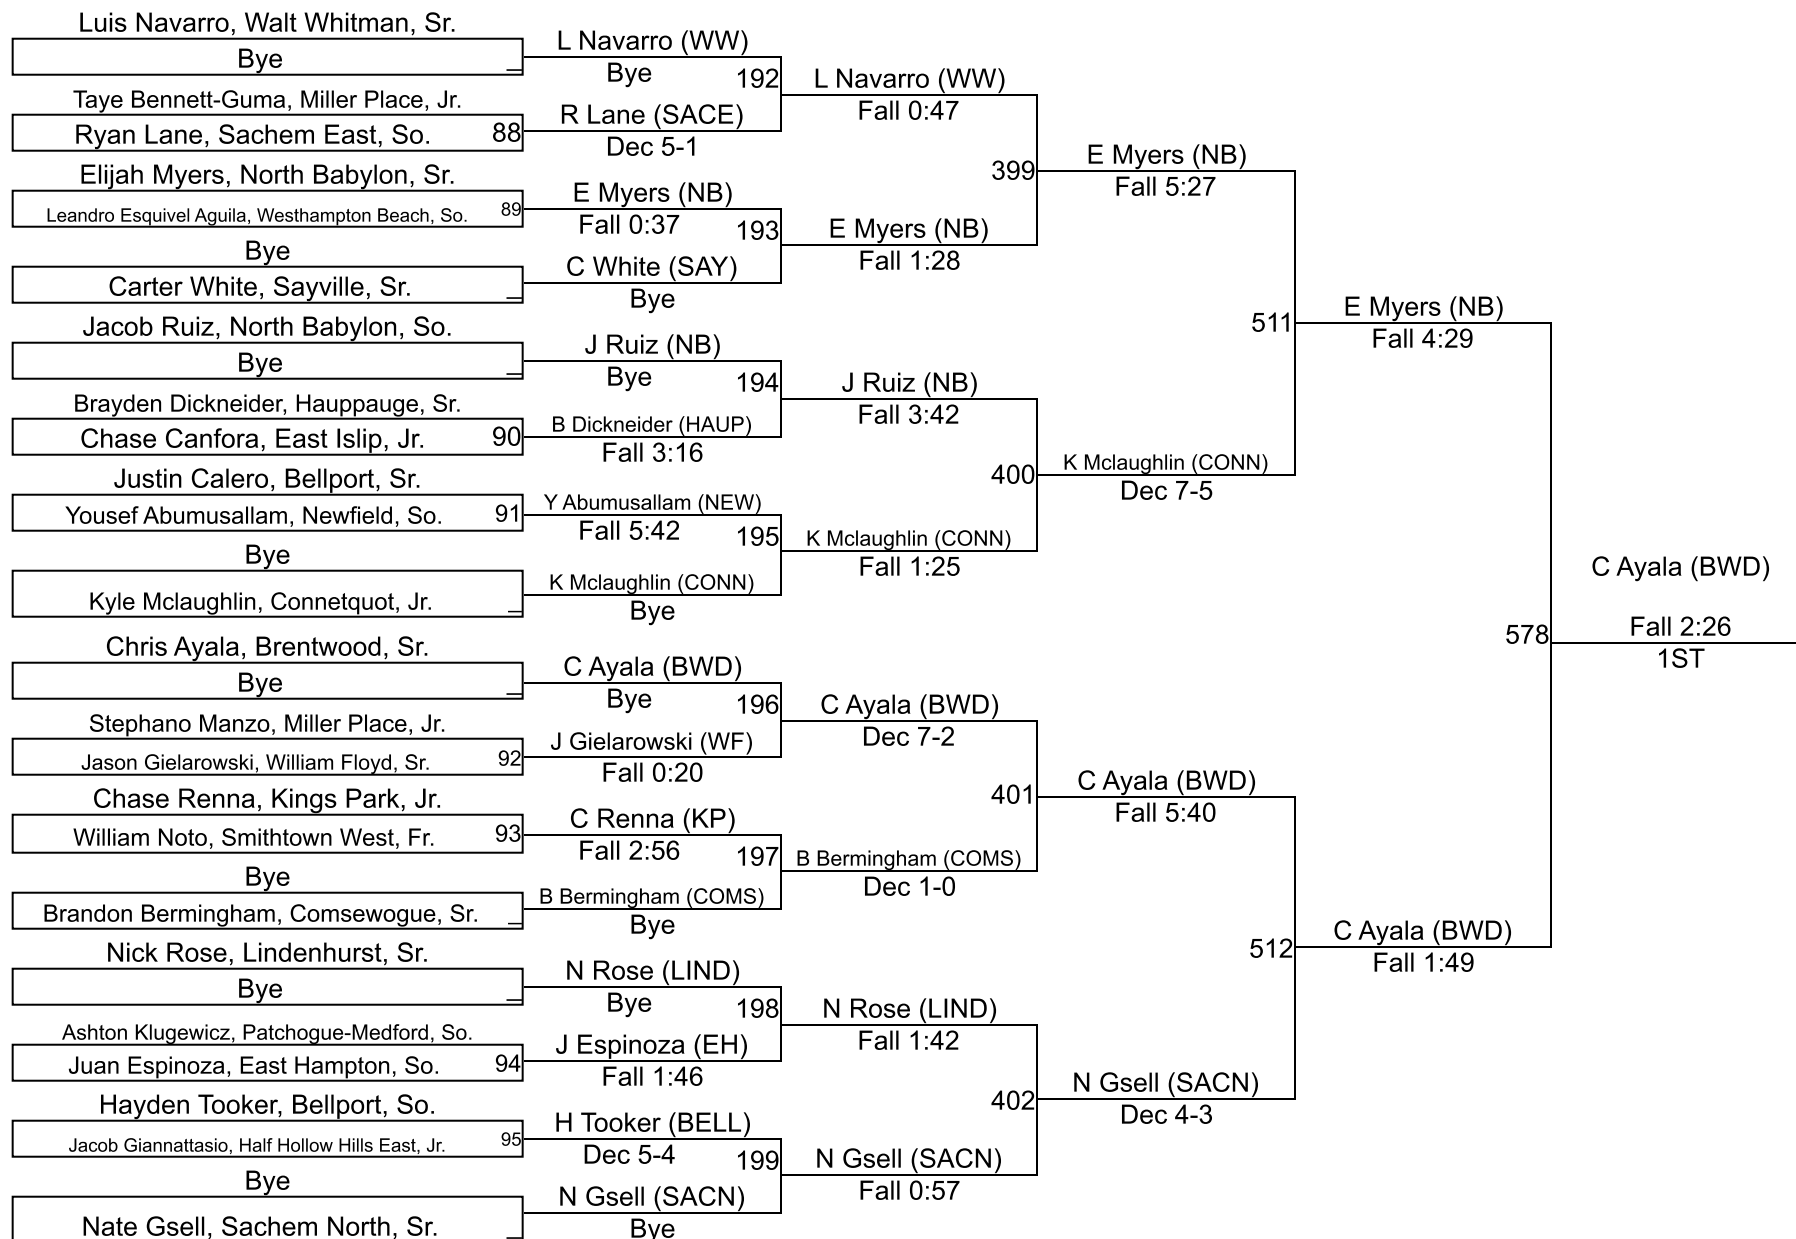 Luis Navarro, Walt Whitman, Sr.
Bye _
Taye Bennett-Guma, Miller Place, Jr.
Ryan Lane, Sachem East, So. 88
Elijah Myers, North Babylon, Sr.
Leandro Esquivel Aguila, Westhampton Beach, So. 89
Bye
Carter White, Sayville, Sr. _
Jacob Ruiz, North Babylon, So.
Bye _
Brayden Dickneider, Hauppauge, Sr.
Chase Canfora, East Islip, Jr. 90
Justin Calero, Bellport, Sr.
Yousef Abumusallam, Newfield, So. 91
Bye
Kyle Mclaughlin, Connetquot, Jr. _
Chris Ayala, Brentwood, Sr.
Bye _
Stephano Manzo, Miller Place, Jr.
Jason Gielarowski, William Floyd, Sr. 92
Chase Renna, Kings Park, Jr.
William Noto, Smithtown West, Fr. 93
Bye
Brandon Bermingham, Comsewogue, Sr. _
Nick Rose, Lindenhurst, Sr.
Bye _
Ashton Klugewicz, Patchogue-Medford, So.
Juan Espinoza, East Hampton, So. 94
Hayden Tooker, Bellport, So.
Jacob Giannattasio, Half Hollow Hills East, Jr. 95
Bye
Nate Gsell, Sachem North, Sr. _
L Navarro (WW)
Bye
192
R Lane (SACE)
Dec 5-1
E Myers (NB)
Fall 0:37
193
C White (SAY)
Bye
J Ruiz (NB)
Bye
194
B Dickneider (HAUP)
Fall 3:16
Y Abumusallam (NEW)
Fall 5:42
195
K Mclaughlin (CONN)
Bye
C Ayala (BWD)
Bye
196
J Gielarowski (WF)
Fall 0:20
C Renna (KP)
Fall 2:56
197
B Bermingham (COMS)
Bye
N Rose (LIND)
Bye
198
J Espinoza (EH)
Fall 1:46
H Tooker (BELL)
Dec 5-4
199
N Gsell (SACN)
Bye
L Navarro (WW)
Fall 0:47
399
E Myers (NB)
Fall 1:28
J Ruiz (NB)
Fall 3:42
400
K Mclaughlin (CONN)
Fall 1:25
C Ayala (BWD)
Dec 7-2
401
B Bermingham (COMS)
Dec 1-0
N Rose (LIND)
Fall 1:42
402
N Gsell (SACN)
Fall 0:57
E Myers (NB)
Fall 5:27
511
K Mclaughlin (CONN)
Dec 7-5
C Ayala (BWD)
Fall 5:40
512
N Gsell (SACN)
Dec 4-3
E Myers (NB)
Fall 4:29
578
C Ayala (BWD)
Fall 1:49
C Ayala (BWD)
Fall 2:26
1ST